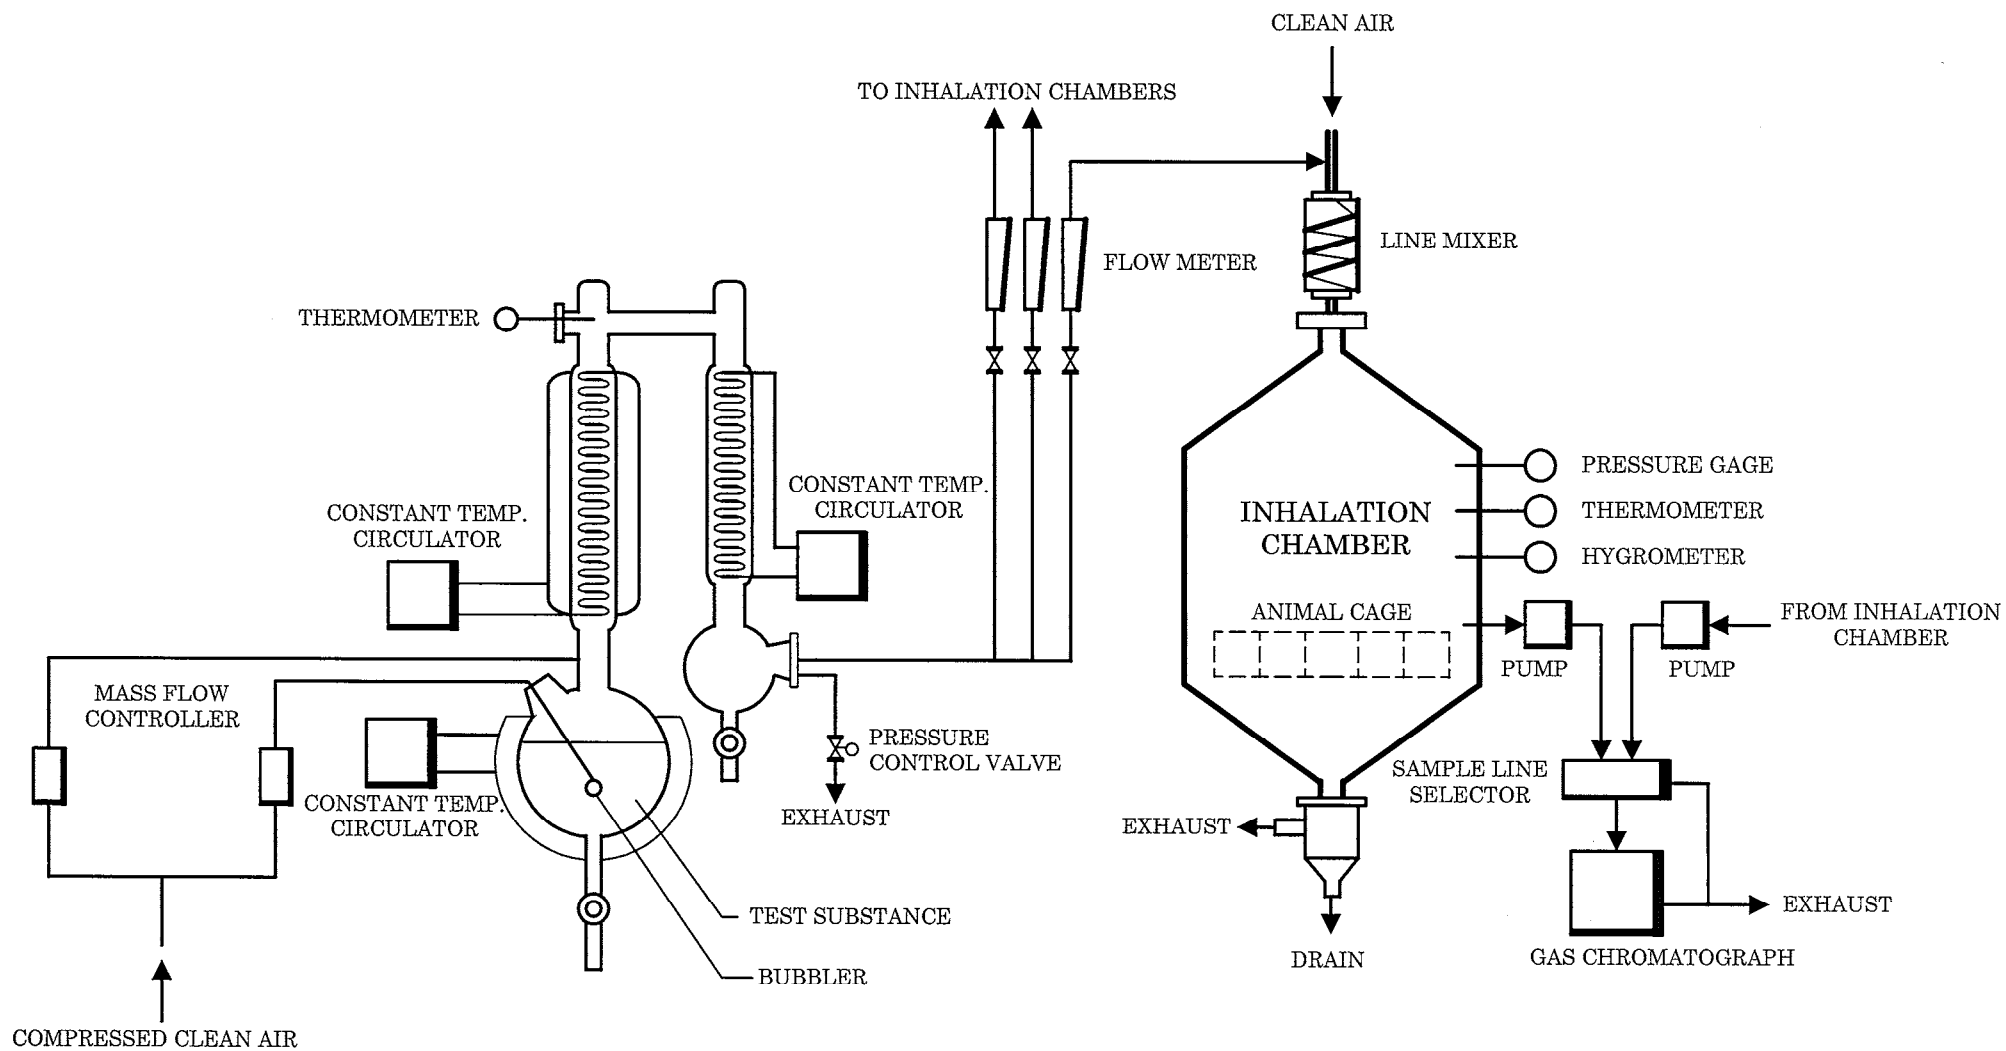 CLEAN AIR
TO INHALATION CHAMBERS
LINE MIXER
FLOW METER
THERMOMETER
PRESSURE GAGE
CONSTANT TEMP.
CIRCULATOR
CONSTANT TEMP.
CIRCULATOR
INHALATION
CHAMBER
THERMOMETER
HYGROMETER
ANIMAL CAGE
FROM INHALATION
CHAMBER
PUMP
PUMP
MASS FLOW
CONTROLLER
PRESSURE
CONTROL VALVE
SAMPLE LINE
SELECTOR
CONSTANT TEMP.
CIRCULATOR
EXHAUST
EXHAUST
EXHAUST
TEST SUBSTANCE
GAS CHROMATOGRAPH
DRAIN
BUBBLER
COMPRESSED CLEAN AIR